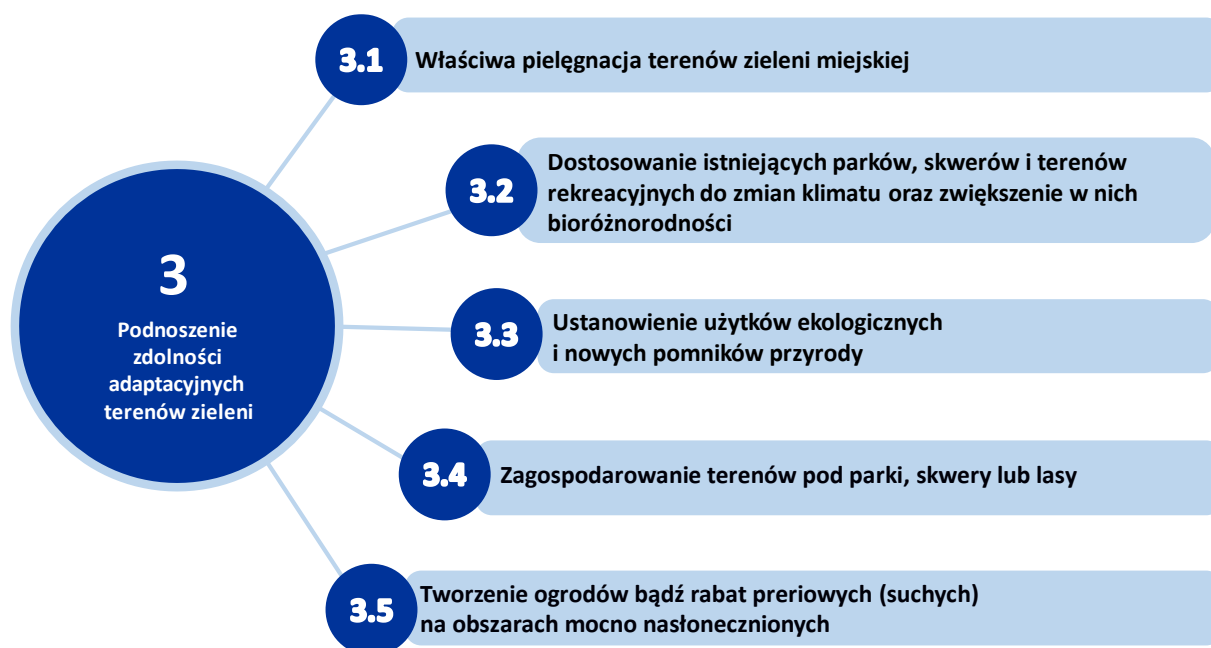 3.1
Właściwa pielęgnacja terenów zieleni miejskiej
3.2
Dostosowanie istniejących parków, skwerów i terenów
rekreacyjnych do zmian klimatu oraz zwiększenie w nich
bioróżnorodności
3
Podnoszenie
zdolności
adaptacyjnych
terenów zieleni
3.3
Ustanowienie użytków ekologicznych
i nowych pomników przyrody
3.4
Zagospodarowanie terenów pod parki, skwery lub lasy
3.5
Tworzenie ogrodów bądź rabat preriowych (suchych)
na obszarach mocno nasłonecznionych